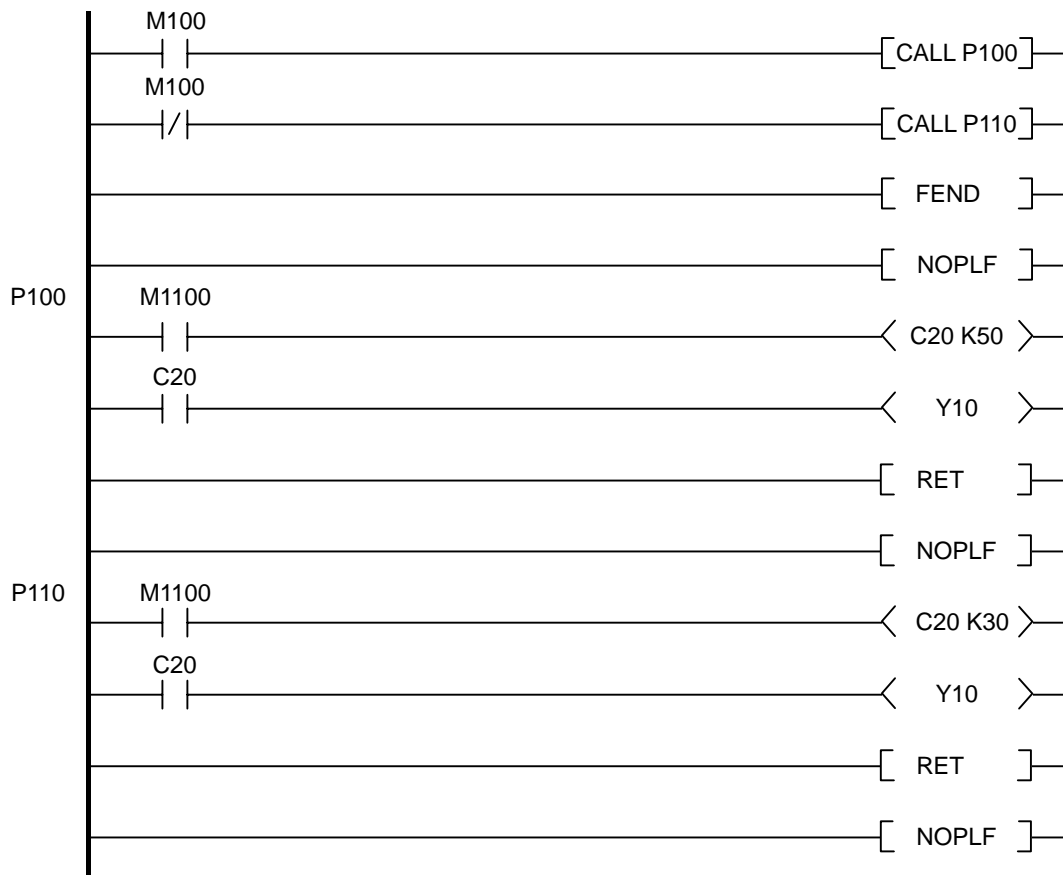 M100
CALL P100
M100
CALL P110
FEND
NOPLF
P100
M1100
C20 K50
C20
Y10
RET
NOPLF
P110
M1100
C20 K30
C20
Y10
RET
NOPLF